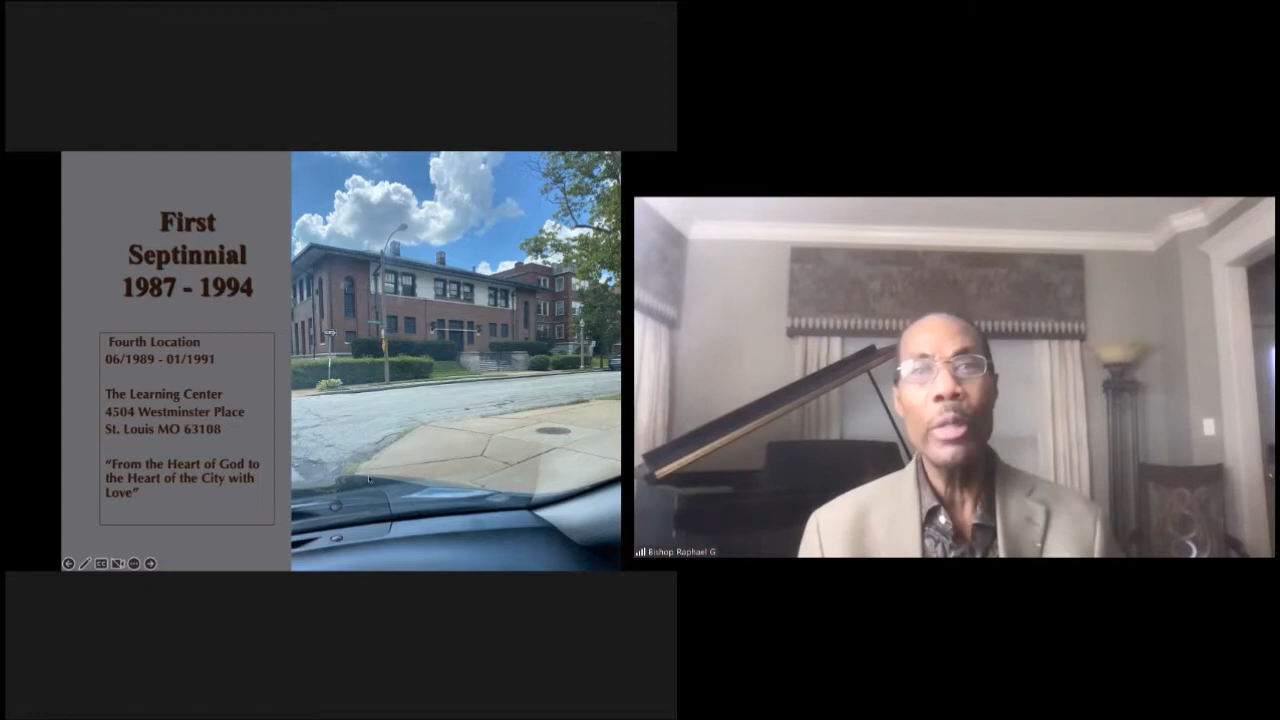 First
Septinnial
1987 - 1994
Fourth Location
06/1989 - 01/1991
The Learning Center
4504 Westminster Place
St. Louis MO 63108
“From the Heart of God to
the Heart of the City with
Love”
Bishop Raphael G